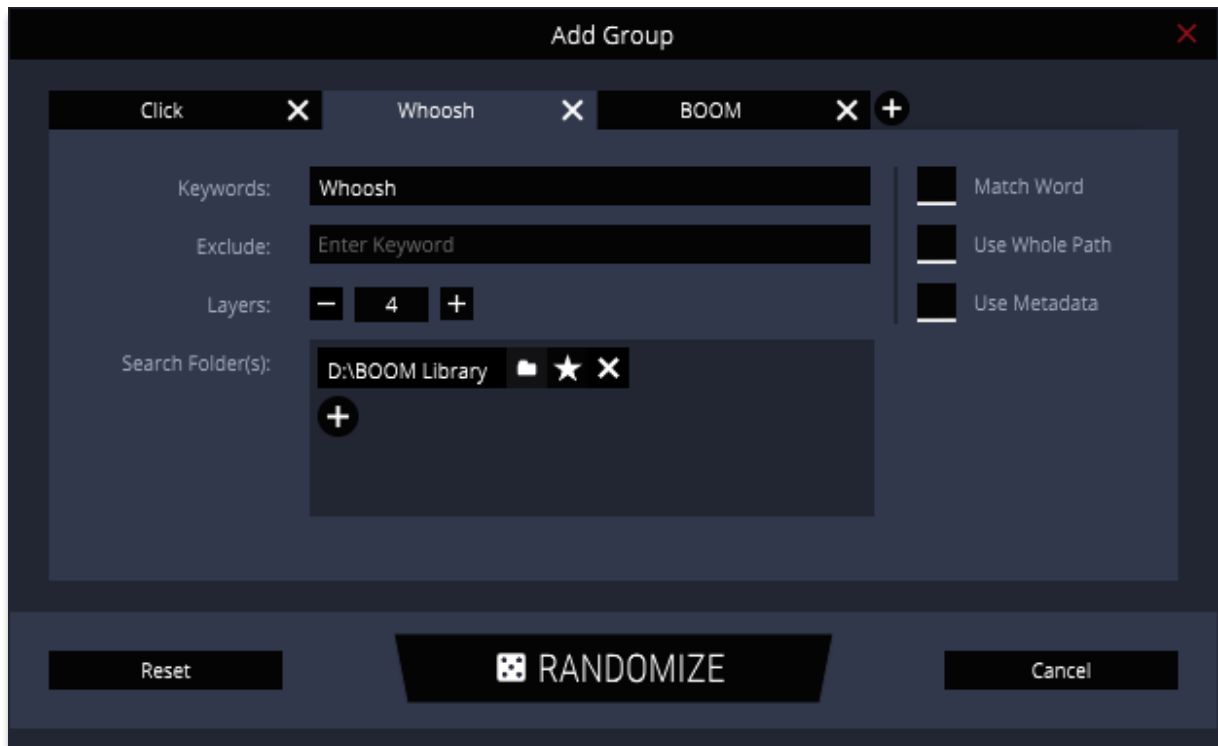 Add Group
Click Whoosh BOOM
Keywords: Whoosh Match Word
Exclude: Enter Keyword Use Whole Path
Layers: 4 Use Metadata
Search Folder(s): D:\BOOM Library
Reset RANDOMIZE Cancel